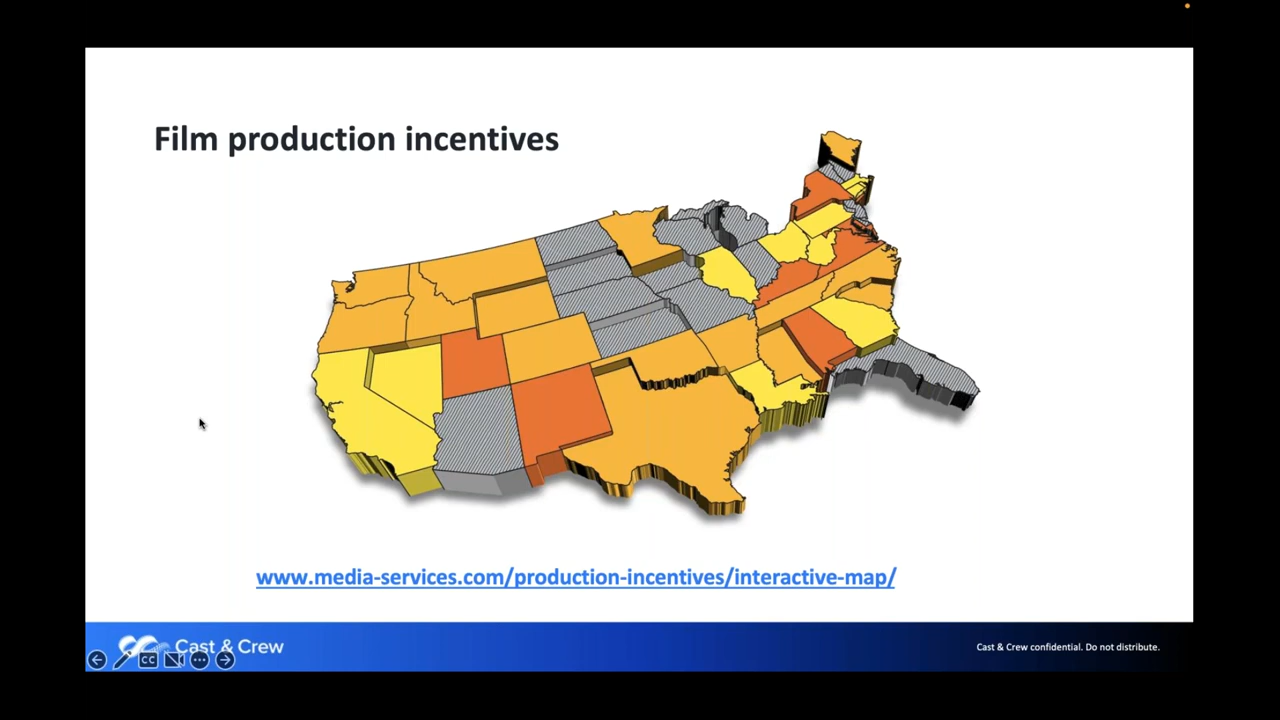 Film production incentives
www.media-services.com/production-incentives/interactive-map/
Cast & Crew
Cast & Crew confidential. Do not distribute.
CC